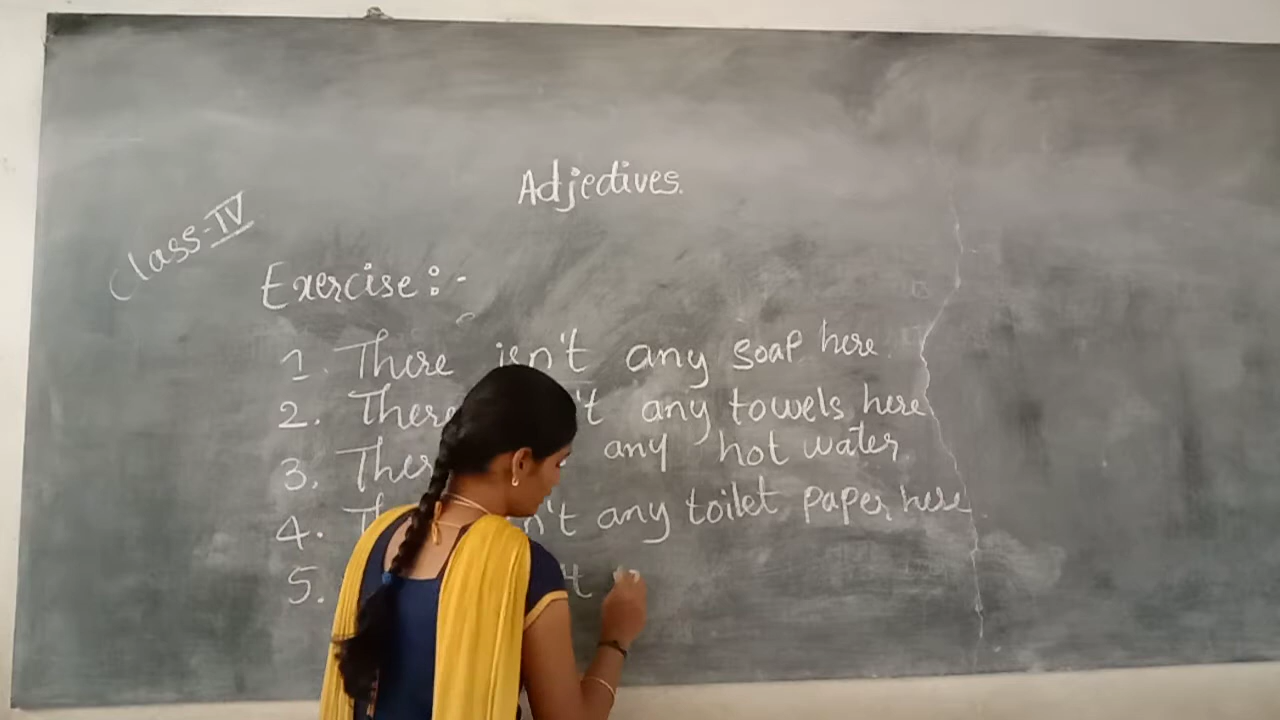 Adjectives.
Class-IV
Exercise:-
1. There isn't any soap here.
2. There 't any towels here
3. Ther any hot water
4. Th n't any toilet paper here.
5. t